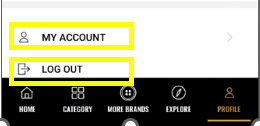 MY ACCOUNT
LOG OUT
HOME CATEGORY MORE BRANDS EXPLORE PROFILE